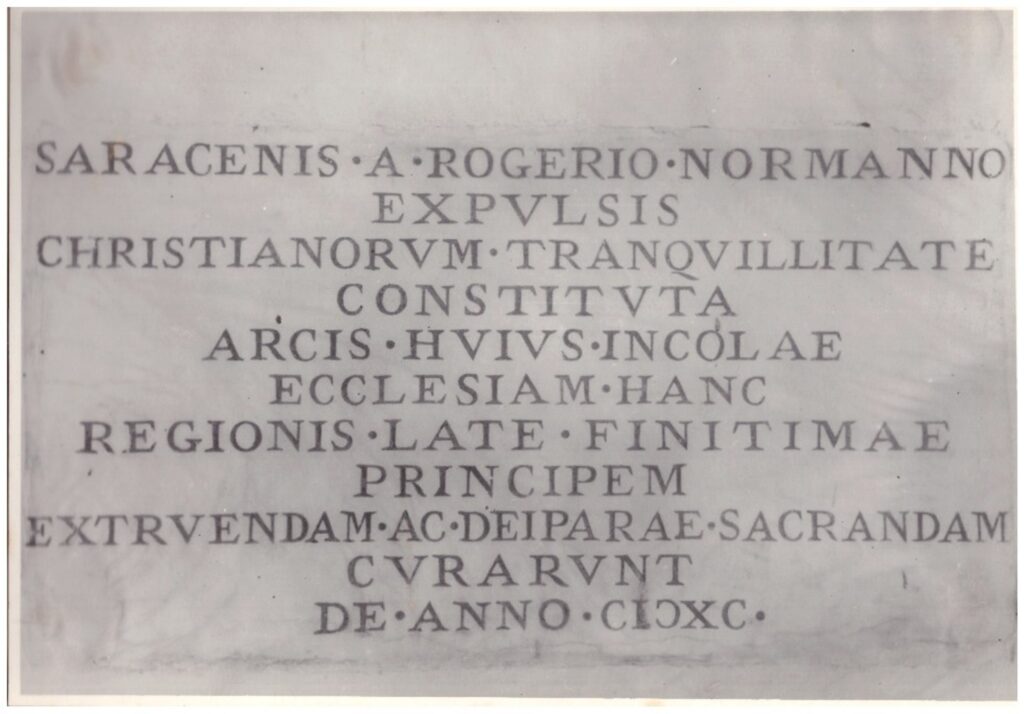 SARACENIS·A·ROGERIO·NORMANNO
EXPVLSIS
CHRISTIANORVM·TRANQVILLITATE
CONSTITVTA
ARCIS·HVIVS·INCOLAE
ECCLESIAM·HANC
REGIONIS·LATE·FINITIMAE
PRINCIPEM
EXTRVENDAM·AC·DEIPARAE·SACRANDAM
CVRARVNT
DE·ANNO·CIↃXC·